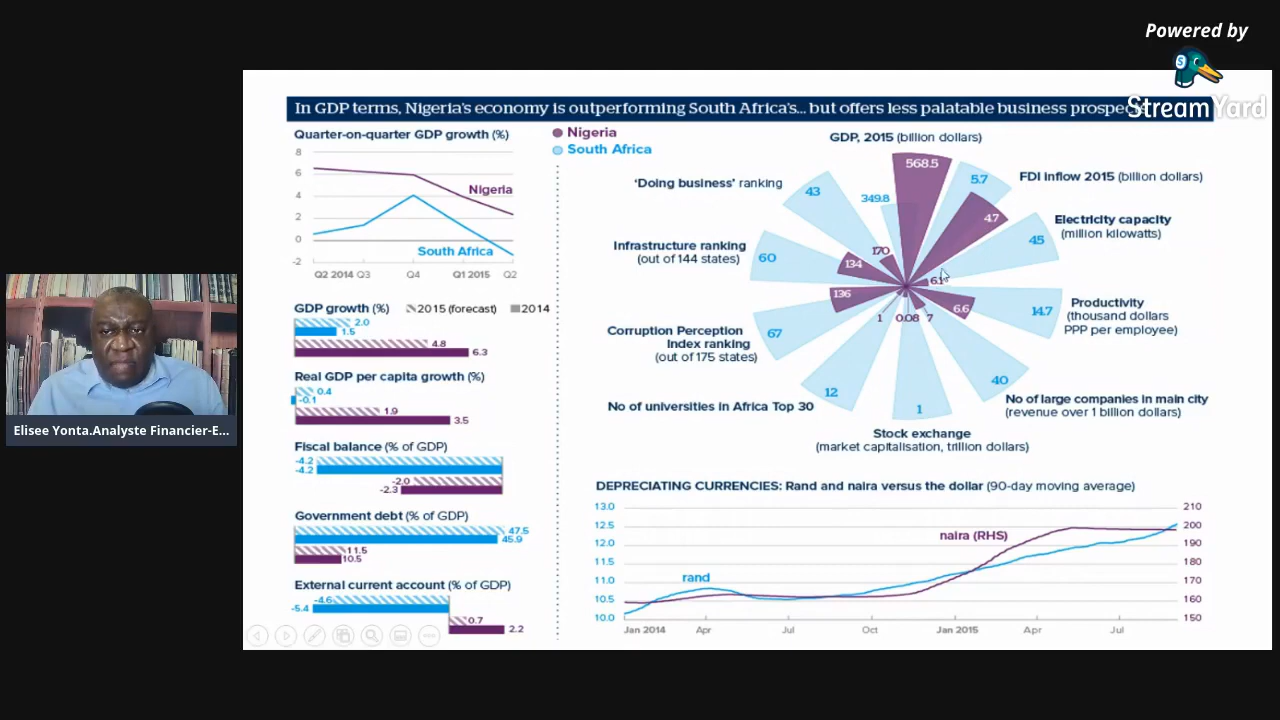 Powered by
StreamYard
In GDP terms, Nigeria's economy is outperforming South Africa's... but offers less palatable business prospects
Quarter-on-quarter GDP growth (%)
8
6
4
2
0
-2
Nigeria
South Africa
Q2 2014 Q3 Q4 Q1 2015 Q2
GDP growth (%)
2015 (forecast) 2014
2.0
1.5
4.8
6.3
Real GDP per capita growth (%)
0.4
-0.1
1.9
3.5
Fiscal balance (% of GDP)
-4.2
-4.2
-2.0
-2.3
Government debt (% of GDP)
47.5
45.9
11.5
10.5
External current account (% of GDP)
-4.6
-5.4
0.7
2.2
Nigeria
South Africa
GDP, 2015 (billion dollars)
568.5
349.8
FDI inflow 2015 (billion dollars)
5.7
4.7
Electricity capacity
(million kilowatts)
45
Productivity
(thousand dollars
PPP per employee)
14.7
6.6
No of large companies in main city
(revenue over 1 billion dollars)
40
7
Stock exchange
(market capitalisation, trillion dollars)
1
0.08
No of universities in Africa Top 30
12
1
Corruption Perception
Index ranking
(out of 175 states)
67
136
Infrastructure ranking
(out of 144 states)
60
134
'Doing business' ranking
43
170
DEPRECIATING CURRENCIES: Rand and naira versus the dollar (90-day moving average)
13.0
12.5
12.0
11.5
11.0
10.5
10.0
rand
naira (RHS)
210
200
190
180
170
160
150
Jan 2014 Apr Jul Oct Jan 2015 Apr Jul
Elisee Yonta.Analyste Financier-E...